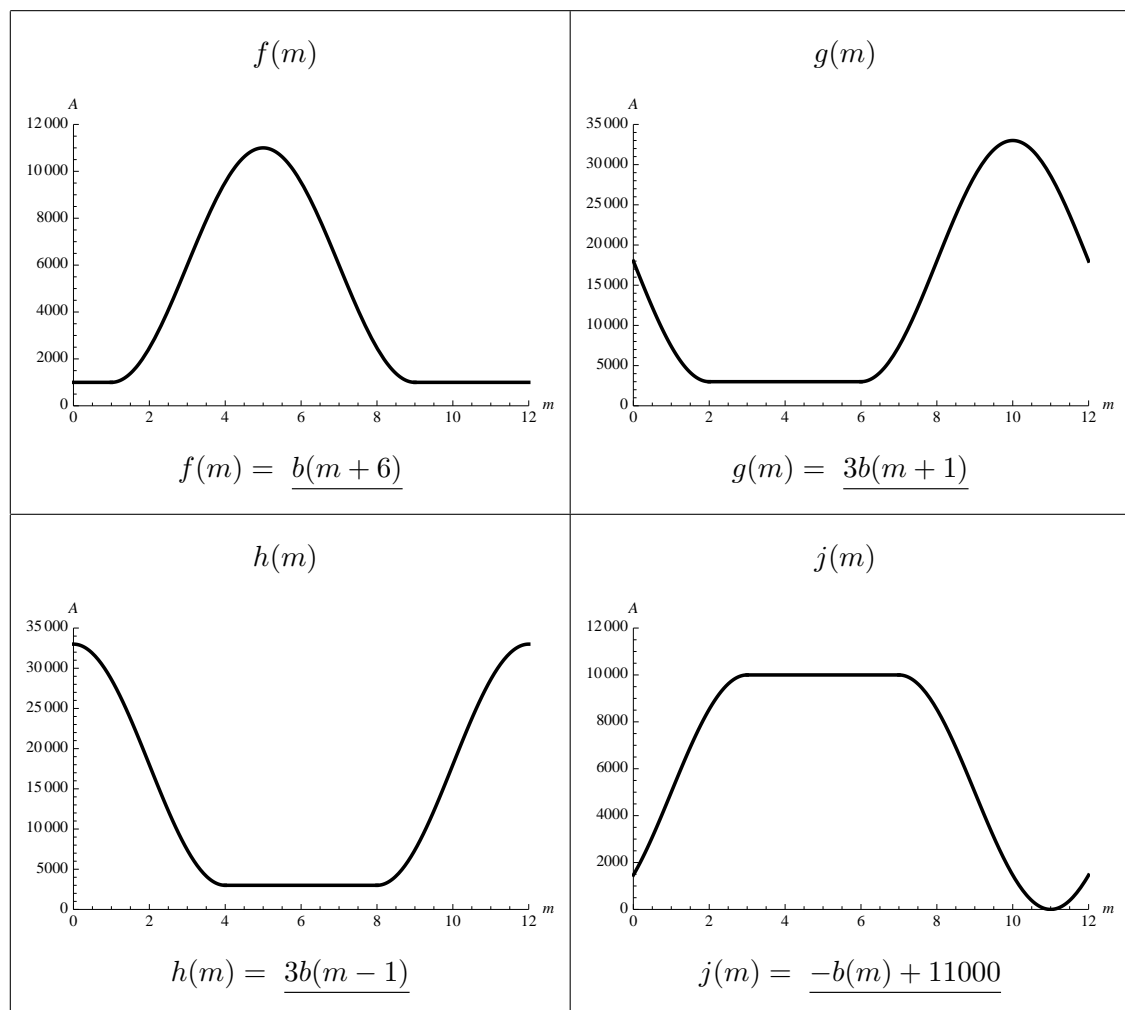 f(m)
A
12 000
10 000
8000
6000
4000
2000
0
0 2 4 6 8 10 12 m
f(m) = b(m + 6)
g(m)
A
35 000
30 000
25 000
20 000
15 000
10 000
5000
0
0 2 4 6 8 10 12 m
g(m) = 3b(m + 1)
h(m)
A
35 000
30 000
25 000
20 000
15 000
10 000
5000
0
0 2 4 6 8 10 12 m
h(m) = 3b(m − 1)
j(m)
A
12 000
10 000
8000
6000
4000
2000
0
0 2 4 6 8 10 12 m
j(m) = −b(m) + 11000